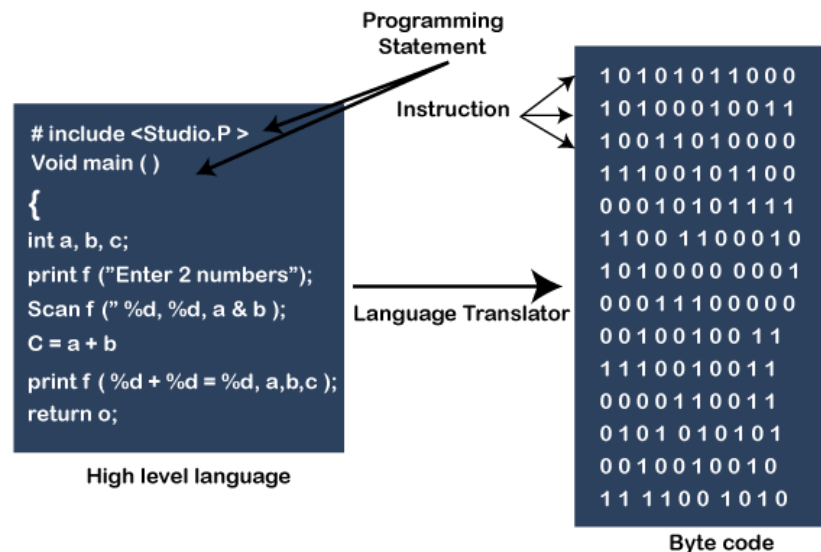 Programming
Statement
# include <Studio.P >
Void main ( )
{
int a, b, c;
print f ("Enter 2 numbers");
Scan f (" %d, %d, a & b );
C = a + b
print f ( %d + %d = %d, a,b,c );
return o;
High level language
Instruction
Language Translator
1 0 1 0 1 0 1 1 0 0 0
1 0 1 0 0 0 1 0 0 1 1
1 0 0 1 1 0 1 0 0 0 0
1 1 1 0 0 1 0 1 1 0 0
0 0 0 1 0 1 0 1 1 1 1
1 1 0 0  1 1 0 0 0 1 0
1 0 1 0 0 0 0  0 0 0 1
0 0 0 1 1 1 0 0 0 0 0
0 0 1 0 0 1 0 0  1 1
1 1 1 0 0 1 0 0 1 1
0 0 0 0 1 1 0 0 1 1
0 1 0 1  0 1 0 1 0 1
0 0 1 0 0 1 0 0 1 0
1 1  1 1 0 0  1 0 1 0
Byte code